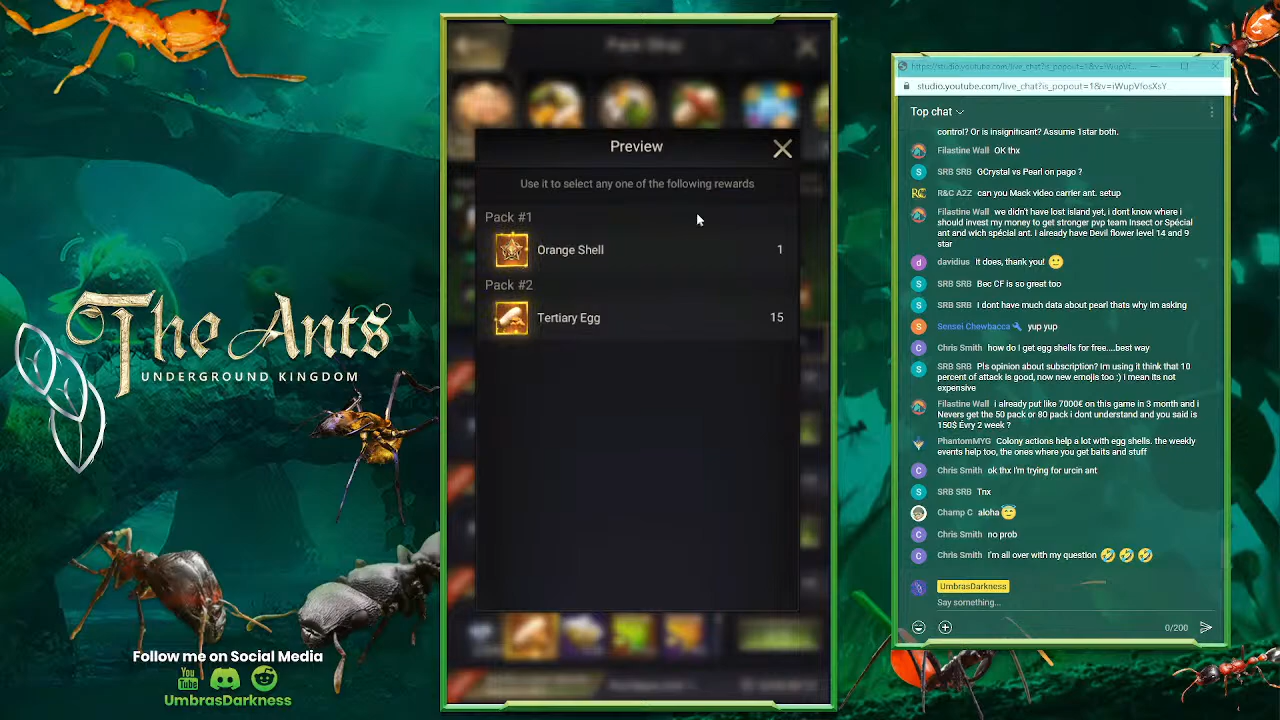 The Ants
UNDERGROUND KINGDOM
Follow me on Social Media
You
Tube
UmbrasDarkness
Preview
Use it to select any one of the following rewards
Pack #1
Orange Shell 1
Pack #2
Tertiary Egg 15
studio.youtube.com/live_chat?is_popout=1&v=iWupVfosXsY
Top chat
control? Or is insignificant? Assume 1star both.
Filastine Wall OK thx
S SRB SRB GCrystal vs Pearl on pago ?
RC R&C A2Z can you Mack video carrier ant. setup
Filastine Wall we didn't have lost island yet, i dont know where i
should invest my money to get stronger pvp team Insect or Spécial
ant and wich spécial ant. I already have Devil flower level 14 and 9
star
d davidius It does, thank you! 🙂
S SRB SRB Bec CF is so great too
S SRB SRB I dont have much data about pearl thats why im asking
S Sensei Chewbacca yup yup
C Chris Smith how do I get egg shells for free....best way
S SRB SRB Pls opinion about subscription? Im using it think that 10
percent of attack is good, now new emojis too :) I mean its not
expensive
Filastine Wall i already put like 7000€ on this game in 3 month and i
Nevers get the 50 pack or 80 pack i dont understand and you said is
150$ Évry 2 week ?
PhantomMYG Colony actions help a lot with egg shells. the weekly
events help too, the ones where you get baits and stuff
C Chris Smith ok thx I'm trying for urcin ant
S SRB SRB Tnx
Champ C aloha 😇
C Chris Smith no prob
C Chris Smith I'm all over with my question 🤣 🤣 🤣
UmbrasDarkness
Say something...
0/200